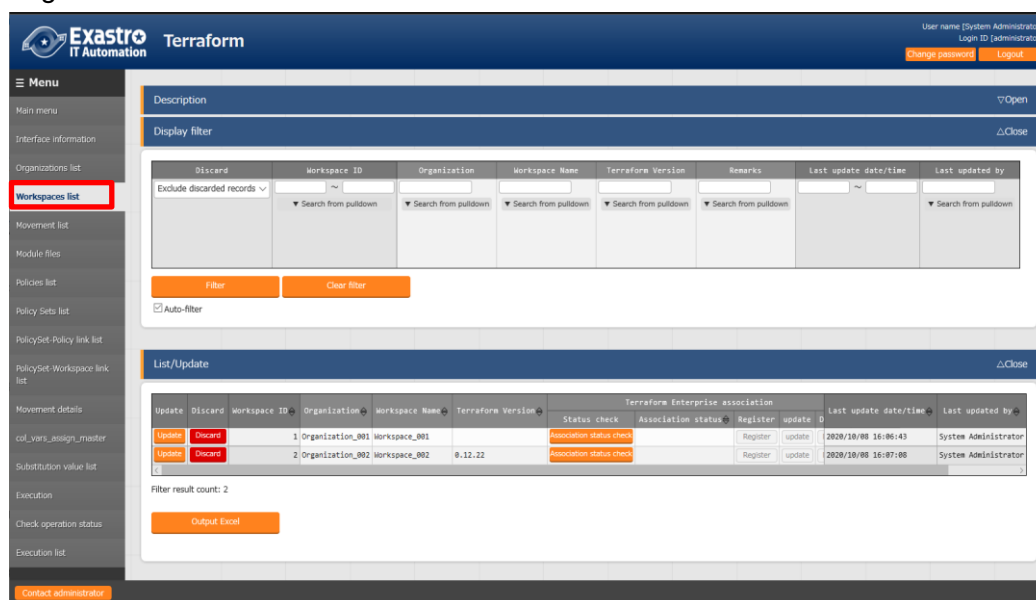 User name [System Administrato
Login ID [administrato
Exastro
IT Automation
Terraform
Change password
Logout
Menu
Main menu
Interface information
Organizations list
Workspaces list
Movement list
Module files
Policies list
Policy Sets list
PolicySet-Policy link list
PolicySet-Workspace link
list
Movement details
col_vars_assign_master
Substitution value list
Execution
Check operation status
Execution list
Contact administrator
Description
▽Open
Display filter
△Close
Discard Workspace ID Organization Workspace Name Terraform Version Remarks Last update date/time Last updated by
Exclude discarded records ~ ~
▼ Search from pulldown ▼ Search from pulldown ▼ Search from pulldown ▼ Search from pulldown ▼ Search from pulldown ▼ Search from pulldown
Filter Clear filter
Auto-filter
List/Update
△Close
Terraform Enterprise association
Update Discard Workspace ID Organization Workspace Name Terraform Version Last update date/time Last updated by
Status check Association status Register update D
Update Discard 1 Organization_001 Workspace_001 Association status check Register update 2020/10/08 16:06:43 System Administrator
Update Discard 2 Organization_002 Workspace_002 0.12.22 Association status check Register update 2020/10/08 16:07:08 System Administrator
Filter result count: 2
Output Excel